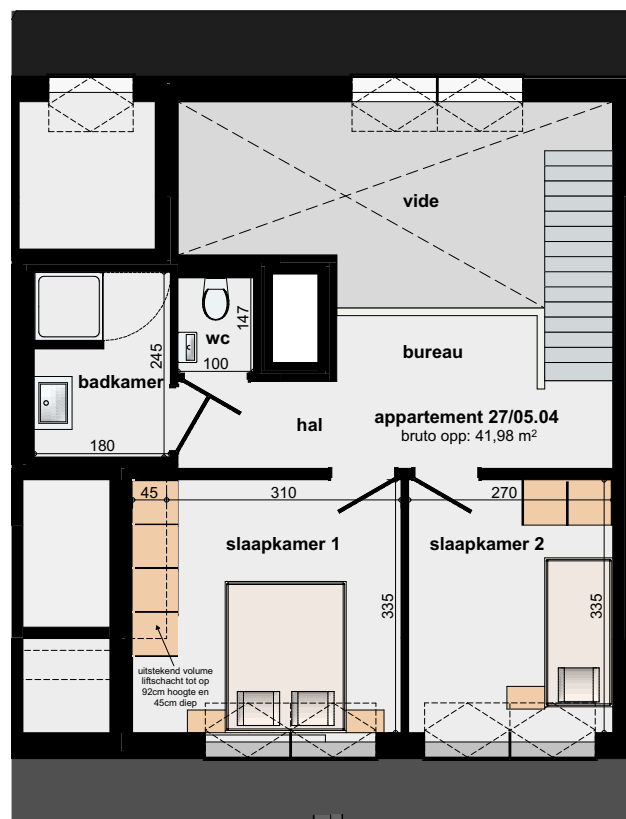 vide
147
wc
100
245
bureau
badkamer
hal
appartement 27/05.04
bruto opp: 41,98 m²
180
45
310
270
slaapkamer 1
slaapkamer 2
335
335
uitstekend volume
liftschacht tot op
92cm hoogte en
45cm diep